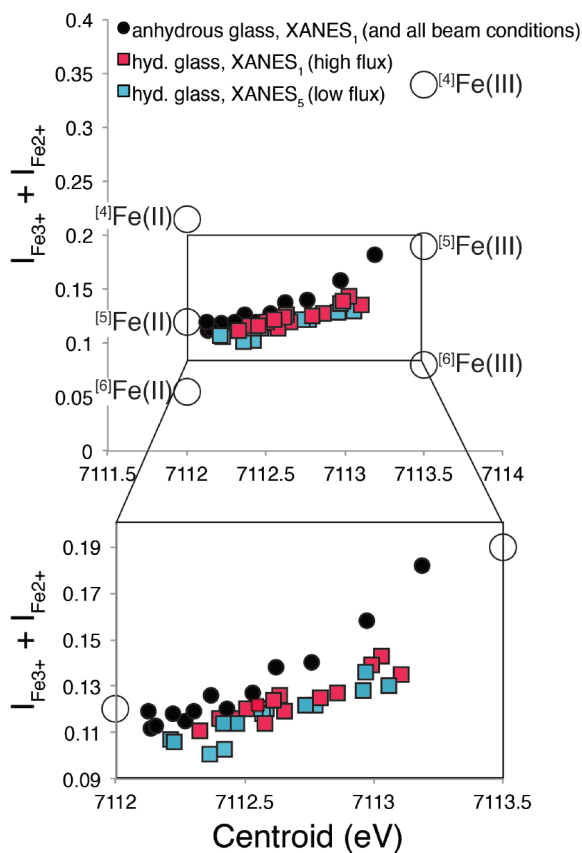 anhydrous glass, XANES1 (and all beam conditions)
hyd. glass, XANES1 (high flux)
hyd. glass, XANES5 (low flux)
IFe3+ + IFe2+
0.4
0.35
0.3
0.25
0.2
0.15
0.1
0.05
0
[4]Fe(III)
[4]Fe(II)
[5]Fe(III)
[5]Fe(II)
[6]Fe(III)
[6]Fe(II)
7111.5 7112 7112.5 7113 7113.5 7114
IFe3+ + IFe2+
0.19
0.17
0.15
0.13
0.11
0.09
7112 7112.5 7113 7113.5
Centroid (eV)